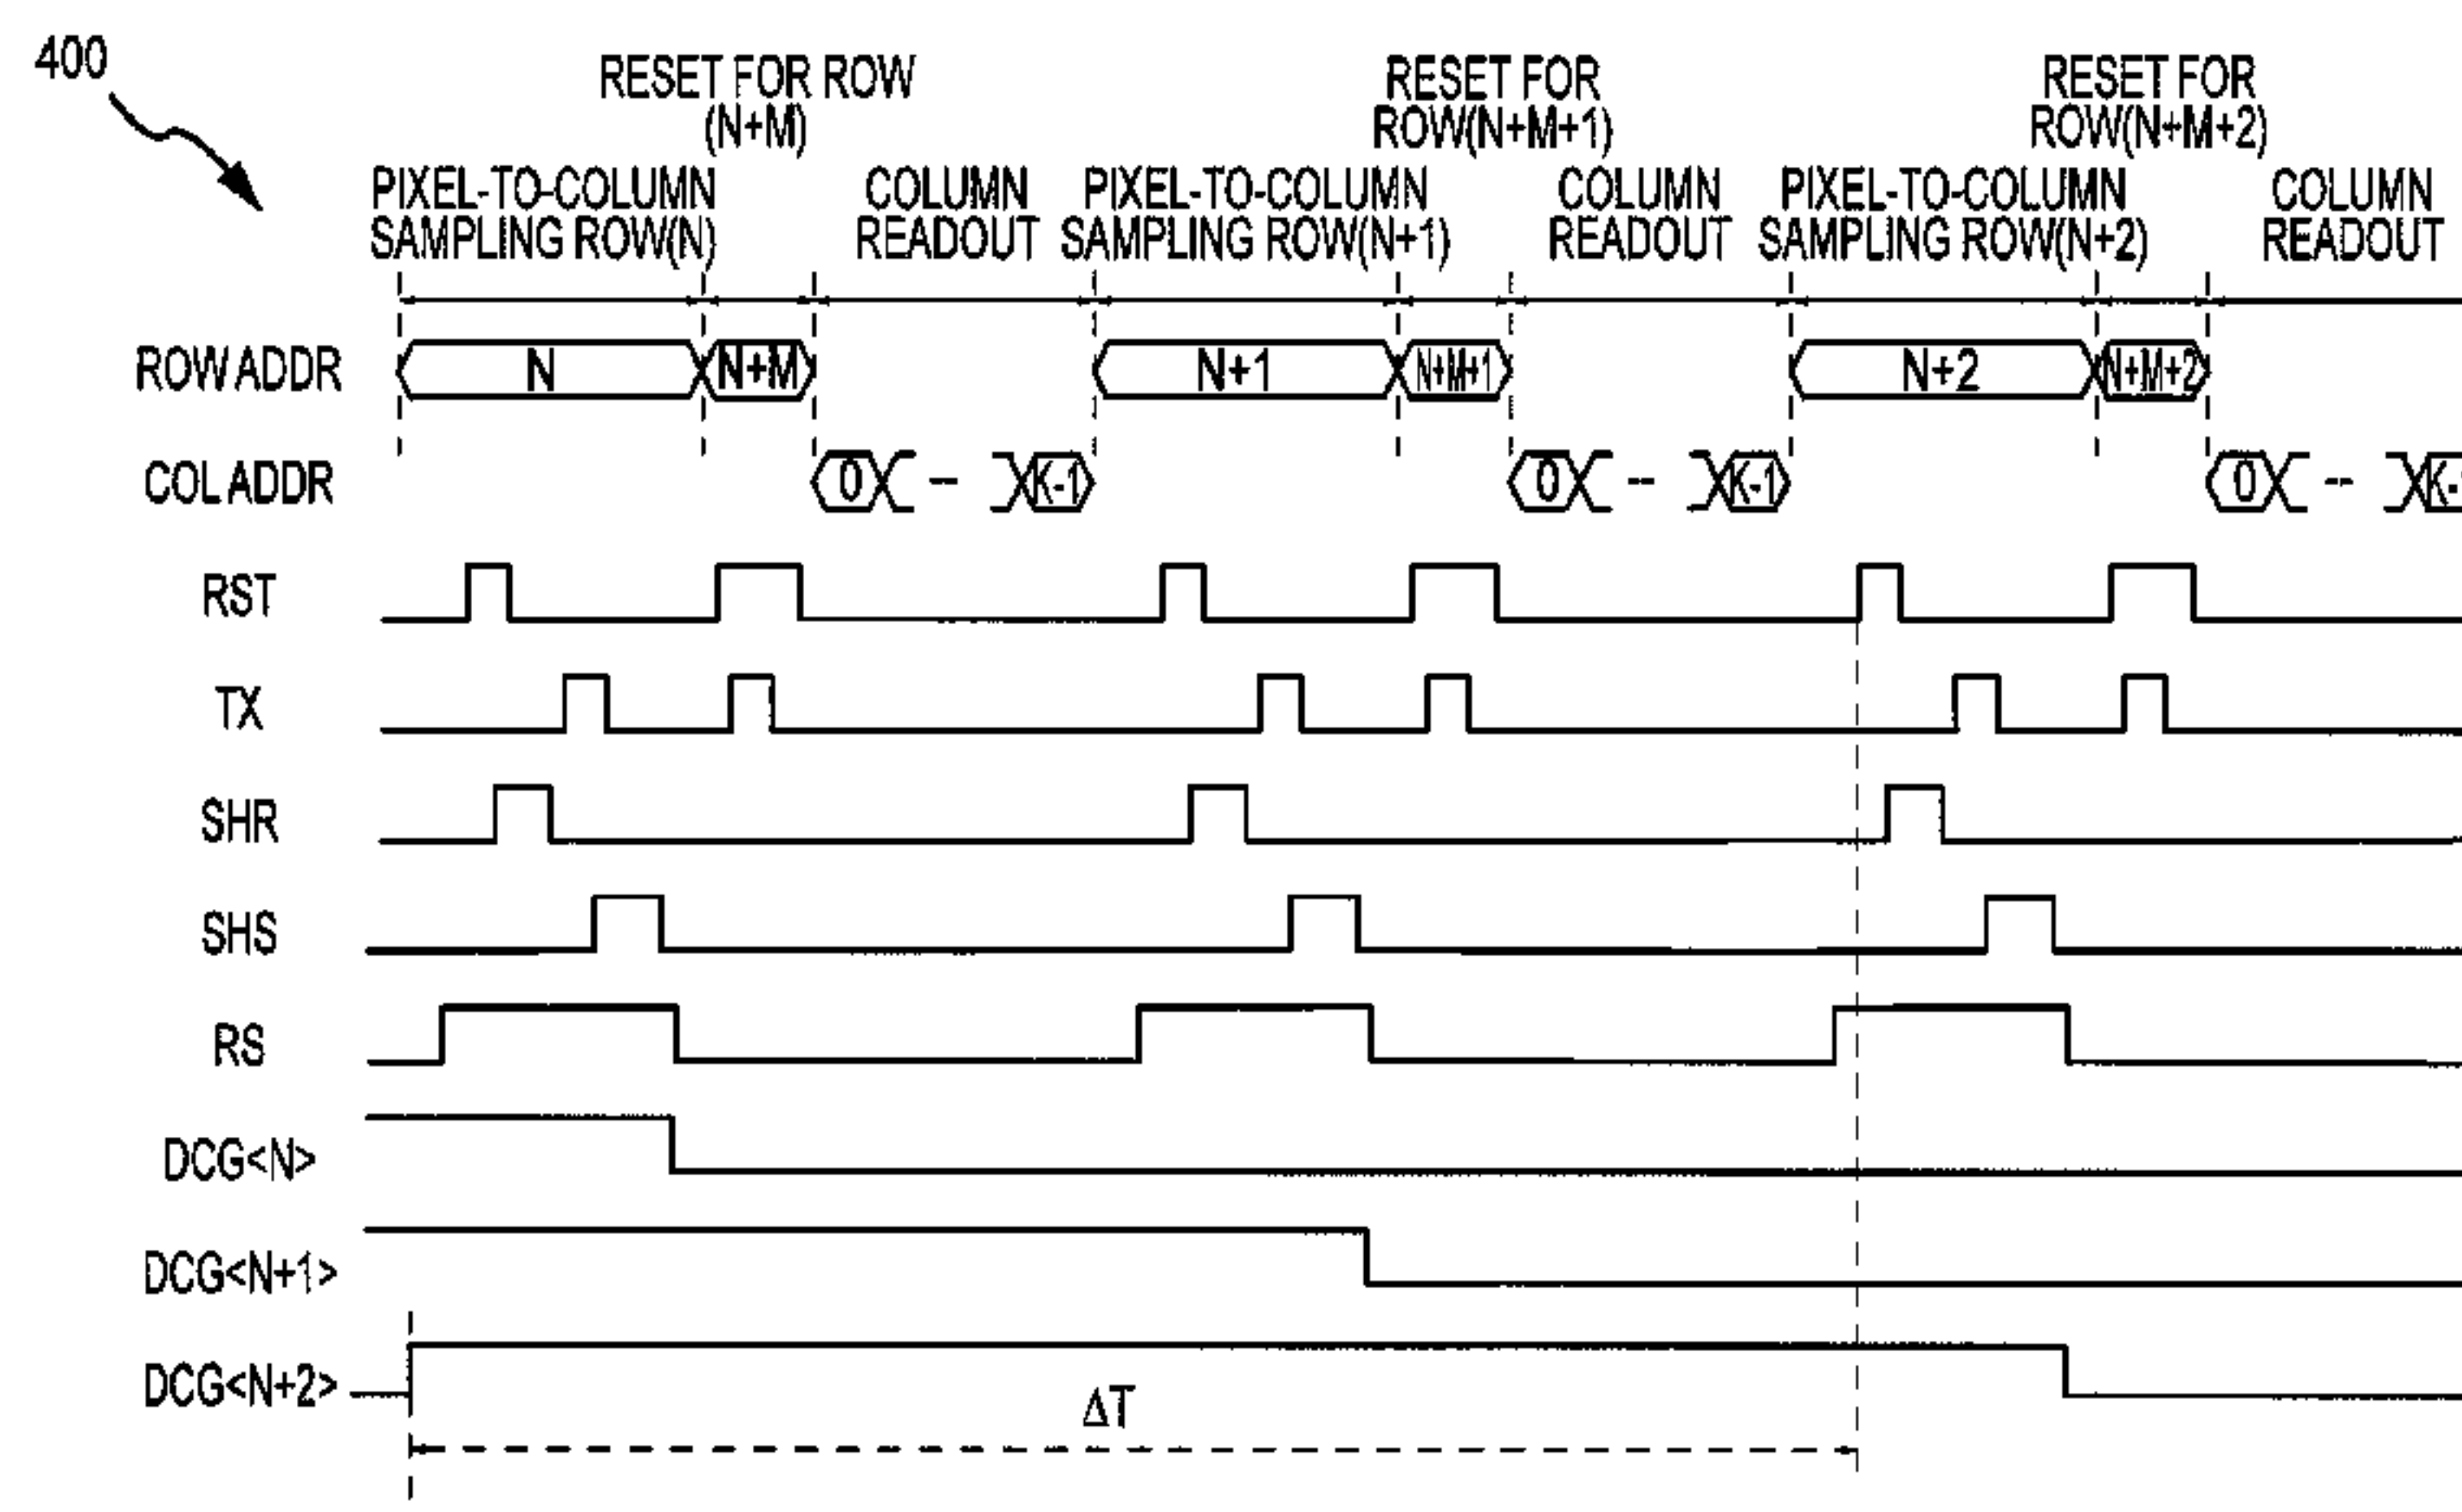 400
RESET FOR ROW
(N+M)
RESET FOR
ROW(N+M+1)
RESET FOR
ROW(N+M+2)
PIXEL-TO-COLUMN
SAMPLING ROW(N)
COLUMN
READOUT
PIXEL-TO-COLUMN
SAMPLING ROW(N+1)
COLUMN
READOUT
PIXEL-TO-COLUMN
SAMPLING ROW(N+2)
COLUMN
READOUT
ROW ADDR N N+M N+1 N+M+1 N+2 N+M+2
COL ADDR 0 -- K-1 0 -- K-1 0 -- K-
RST
TX
SHR
SHS
RS
DCG<N>
DCG<N+1>
DCG<N+2>
ΔT